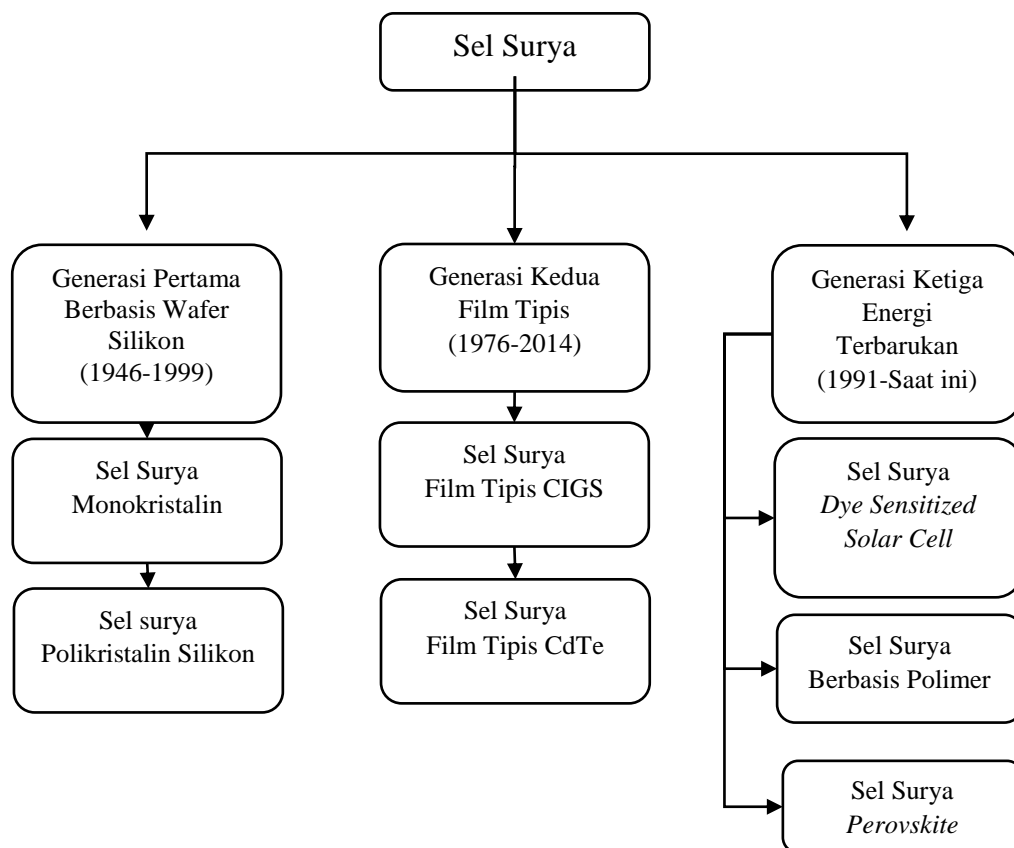 Sel Surya
Generasi Pertama
Berbasis Wafer
Silikon
(1946-1999)
Sel Surya
Monokristalin
Sel surya
Polikristalin Silikon
Generasi Kedua
Film Tipis
(1976-2014)
Sel Surya
Film Tipis CIGS
Sel Surya
Film Tipis CdTe
Generasi Ketiga
Energi
Terbarukan
(1991-Saat ini)
Sel Surya
Dye Sensitized
Solar Cell
Sel Surya
Berbasis Polimer
Sel Surya
Perovskite